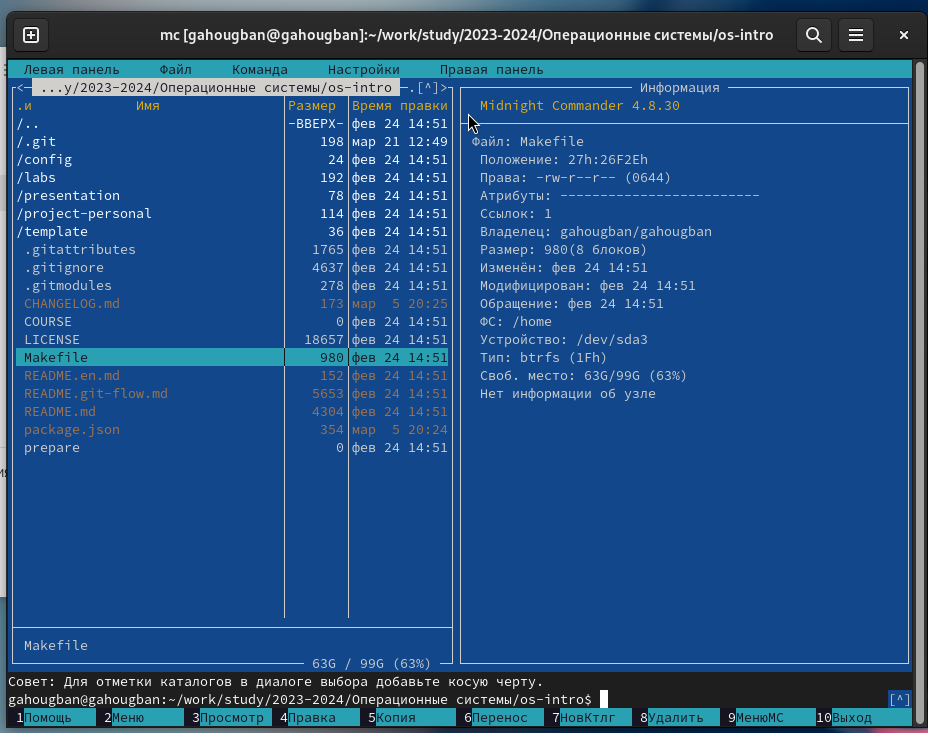 mc [gahougban@gahougban]:~/work/study/2023-2024/Операционные системы/os-intro
Левая панель Файл Команда Настройки Правая панель
<─ ...y/2023-2024/Операционные системы/os-intro ─.[^]>
.и Имя Размер Время правки
/.. -ВВЕРХ- фев 24 14:51
/.git 198 мар 21 12:49
/config 24 фев 24 14:51
/labs 192 фев 24 14:51
/presentation 78 фев 24 14:51
/project-personal 114 фев 24 14:51
/template 36 фев 24 14:51
.gitattributes 1765 фев 24 14:51
.gitignore 4637 фев 24 14:51
.gitmodules 278 фев 24 14:51
CHANGELOG.md 173 мар 5 20:25
COURSE 0 фев 24 14:51
LICENSE 18657 фев 24 14:51
Makefile 980 фев 24 14:51
README.en.md 152 фев 24 14:51
README.git-flow.md 5653 фев 24 14:51
README.md 4304 фев 24 14:51
package.json 354 мар 5 20:24
prepare 0 фев 24 14:51
Makefile
63G / 99G (63%)
Информация
Midnight Commander 4.8.30
Файл: Makefile
Положение: 27h:26F2Eh
Права: -rw-r--r-- (0644)
Атрибуты: -------------------------
Ссылок: 1
Владелец: gahougban/gahougban
Размер: 980(8 блоков)
Изменён: фев 24 14:51
Модифицирован: фев 24 14:51
Обращение: фев 24 14:51
ФС: /home
Устройство: /dev/sda3
Тип: btrfs (1Fh)
Своб. место: 63G/99G (63%)
Нет информации об узле
Совет: Для отметки каталогов в диалоге выбора добавьте косую черту.
gahougban@gahougban:~/work/study/2023-2024/Операционные системы/os-intro$ [^]
1Помощь 2Меню 3Просмотр 4Правка 5Копия 6Перенос 7НовКтлг 8Удалить 9МенюMC 10Выход